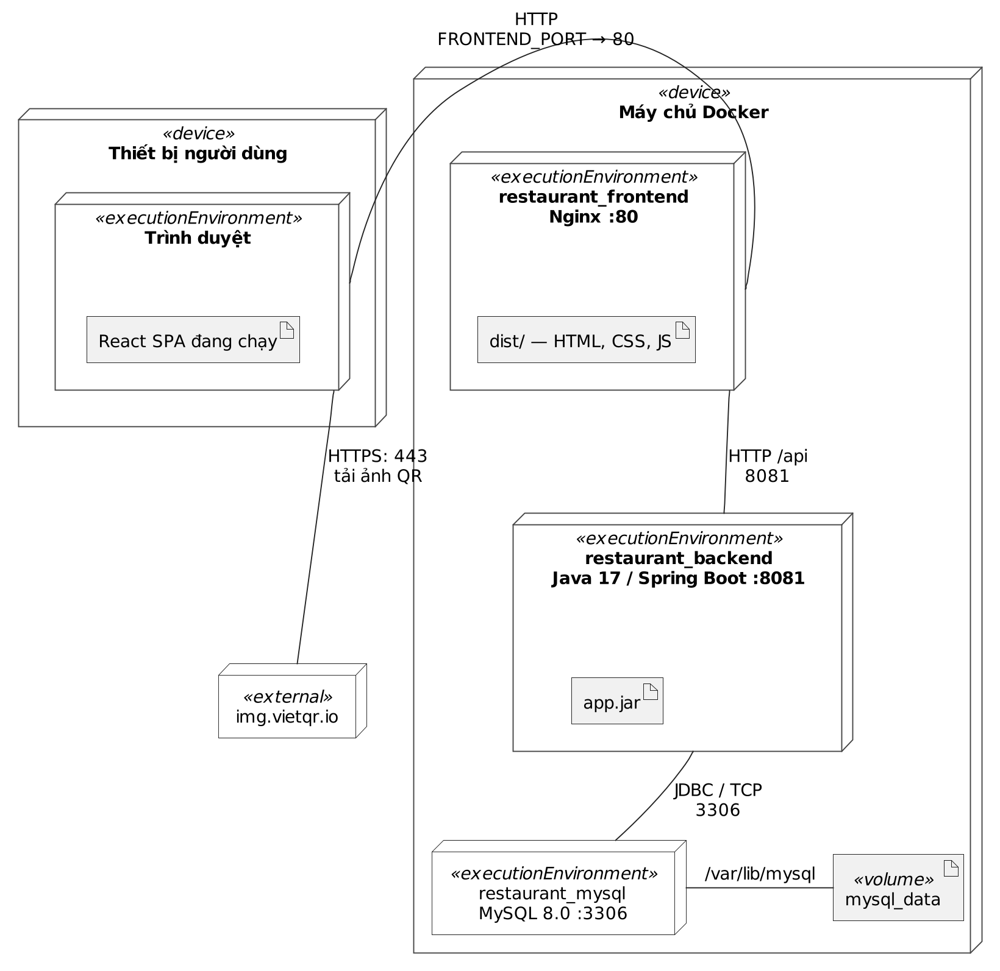 HTTP
FRONTEND_PORT → 80
«device»
Thiết bị người dùng
«executionEnvironment»
Trình duyệt
React SPA đang chạy
«device»
Máy chủ Docker
«executionEnvironment»
restaurant_frontend
Nginx :80
dist/ — HTML, CSS, JS
HTTPS: 443
tải ảnh QR
HTTP /api
8081
«executionEnvironment»
restaurant_backend
Java 17 / Spring Boot :8081
app.jar
«external»
img.vietqr.io
JDBC / TCP
3306
«executionEnvironment»
restaurant_mysql
MySQL 8.0 :3306
/var/lib/mysql
«volume»
mysql_data